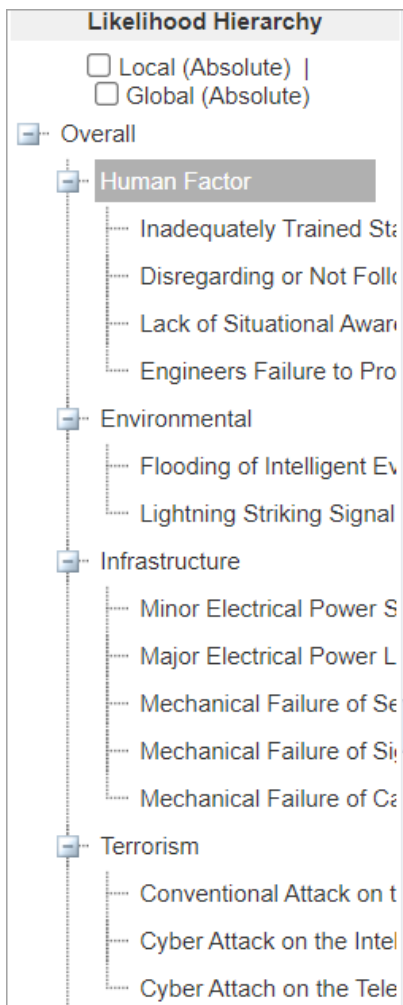 Likelihood Hierarchy
Local (Absolute) |
Global (Absolute)
Overall
Human Factor
Inadequately Trained Sta
Disregarding or Not Follo
Lack of Situational Awar
Engineers Failure to Pro
Environmental
Flooding of Intelligent Ev
Lightning Striking Signal
Infrastructure
Minor Electrical Power S
Major Electrical Power L
Mechanical Failure of Se
Mechanical Failure of Si
Mechanical Failure of Ca
Terrorism
Conventional Attack on t
Cyber Attack on the Intel
Cyber Attach on the Tele